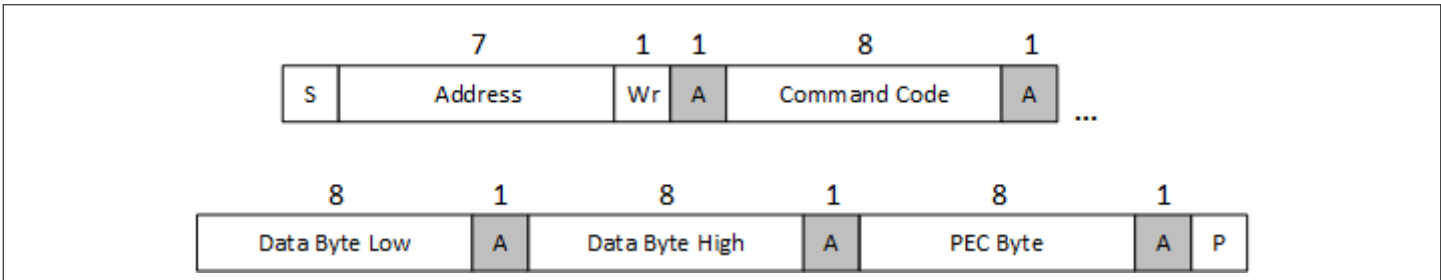 7 1 1 8 1
S Address Wr A Command Code A ...
8 1 8 1 8 1
Data Byte Low A Data Byte High A PEC Byte A P